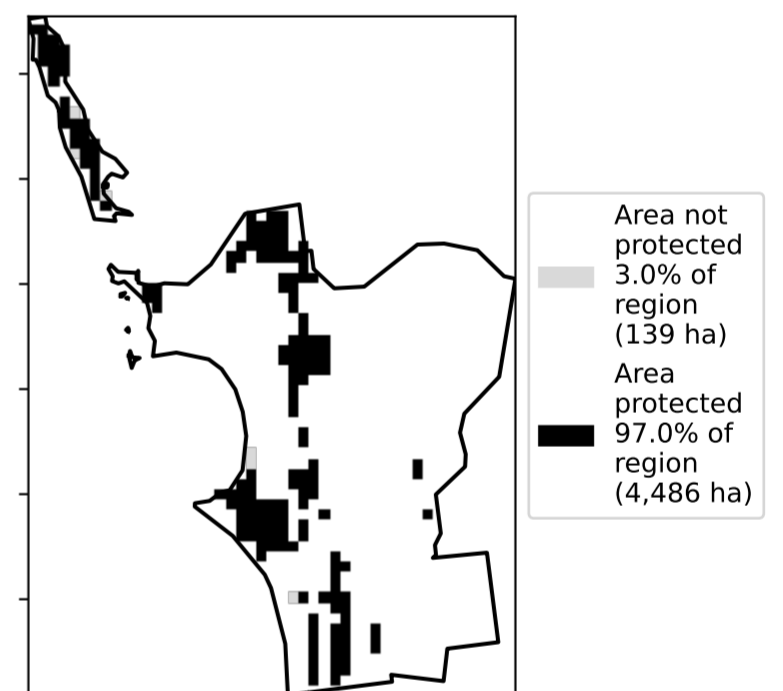 Area not
protected
3.0% of
region
(139 ha)
Area
protected
97.0% of
region
(4,486 ha)